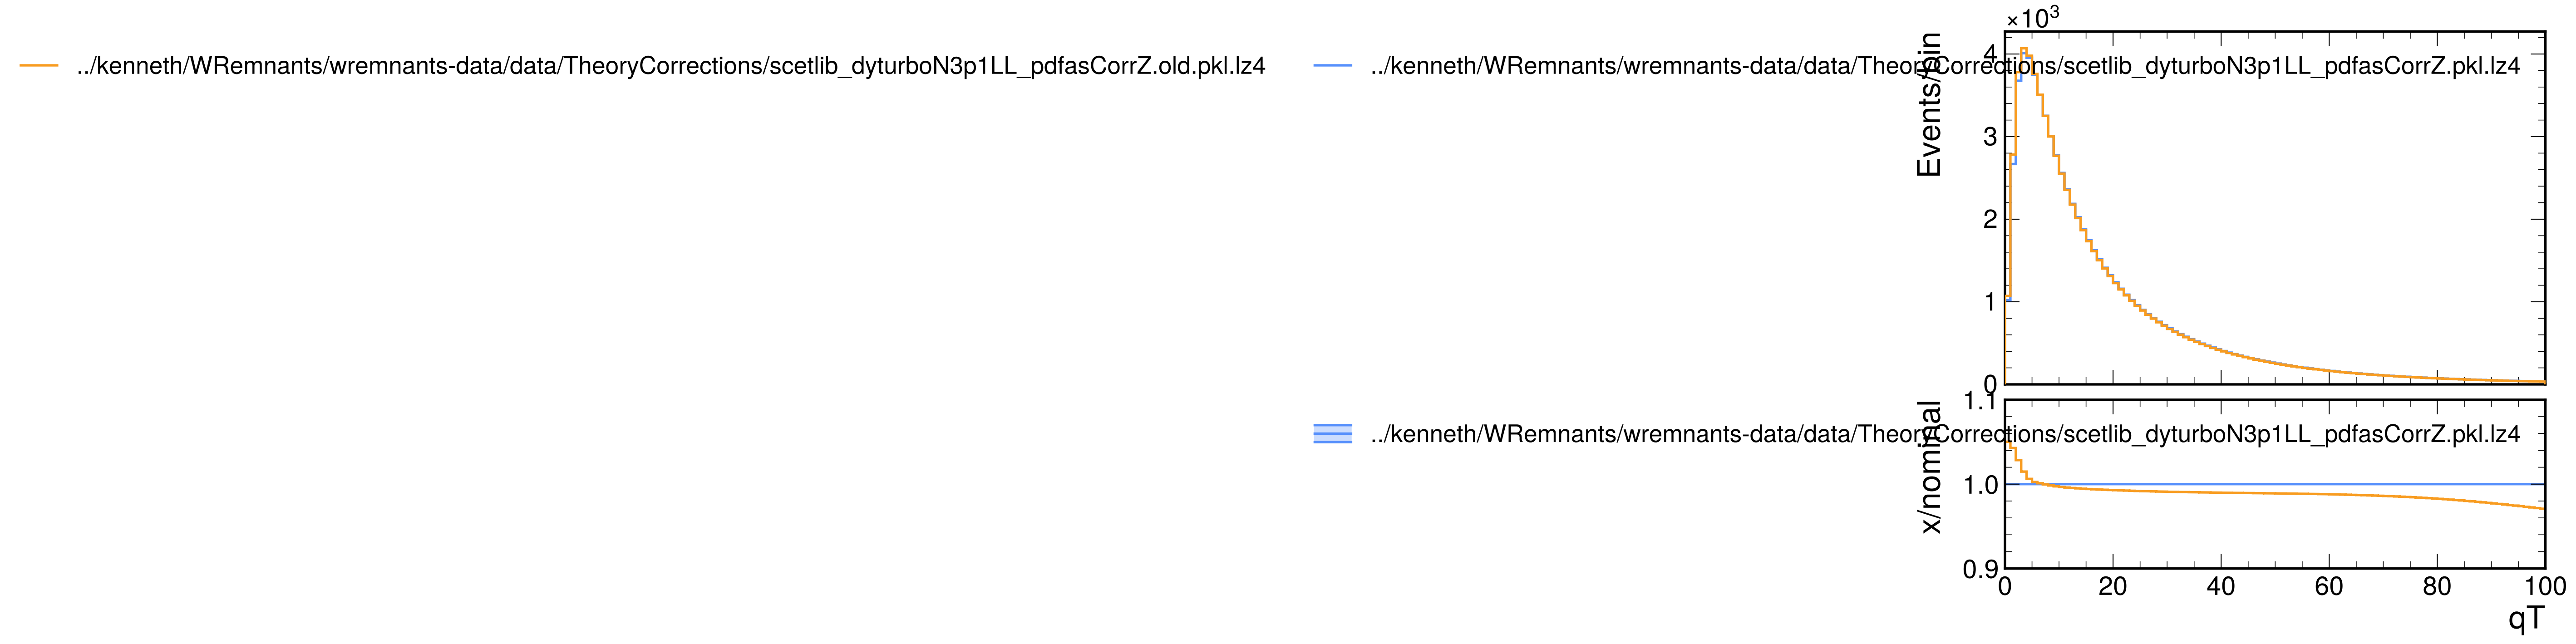 ×10³
../kenneth/WRemnants/wremnants-data/data/TheoryCorrections/scetlib_dyturboN3p1LL_pdfasCorrZ.old.pkl.lz4
../kenneth/WRemnants/wremnants-data/data/TheoryCorrections/scetlib_dyturboN3p1LL_pdfasCorrZ.pkl.lz4
Events/bin
4
3
2
1
0
../kenneth/WRemnants/wremnants-data/data/TheoryCorrections/scetlib_dyturboN3p1LL_pdfasCorrZ.pkl.lz4
x/nominal
1.1
1.0
0.9
0 20 40 60 80 100
qT